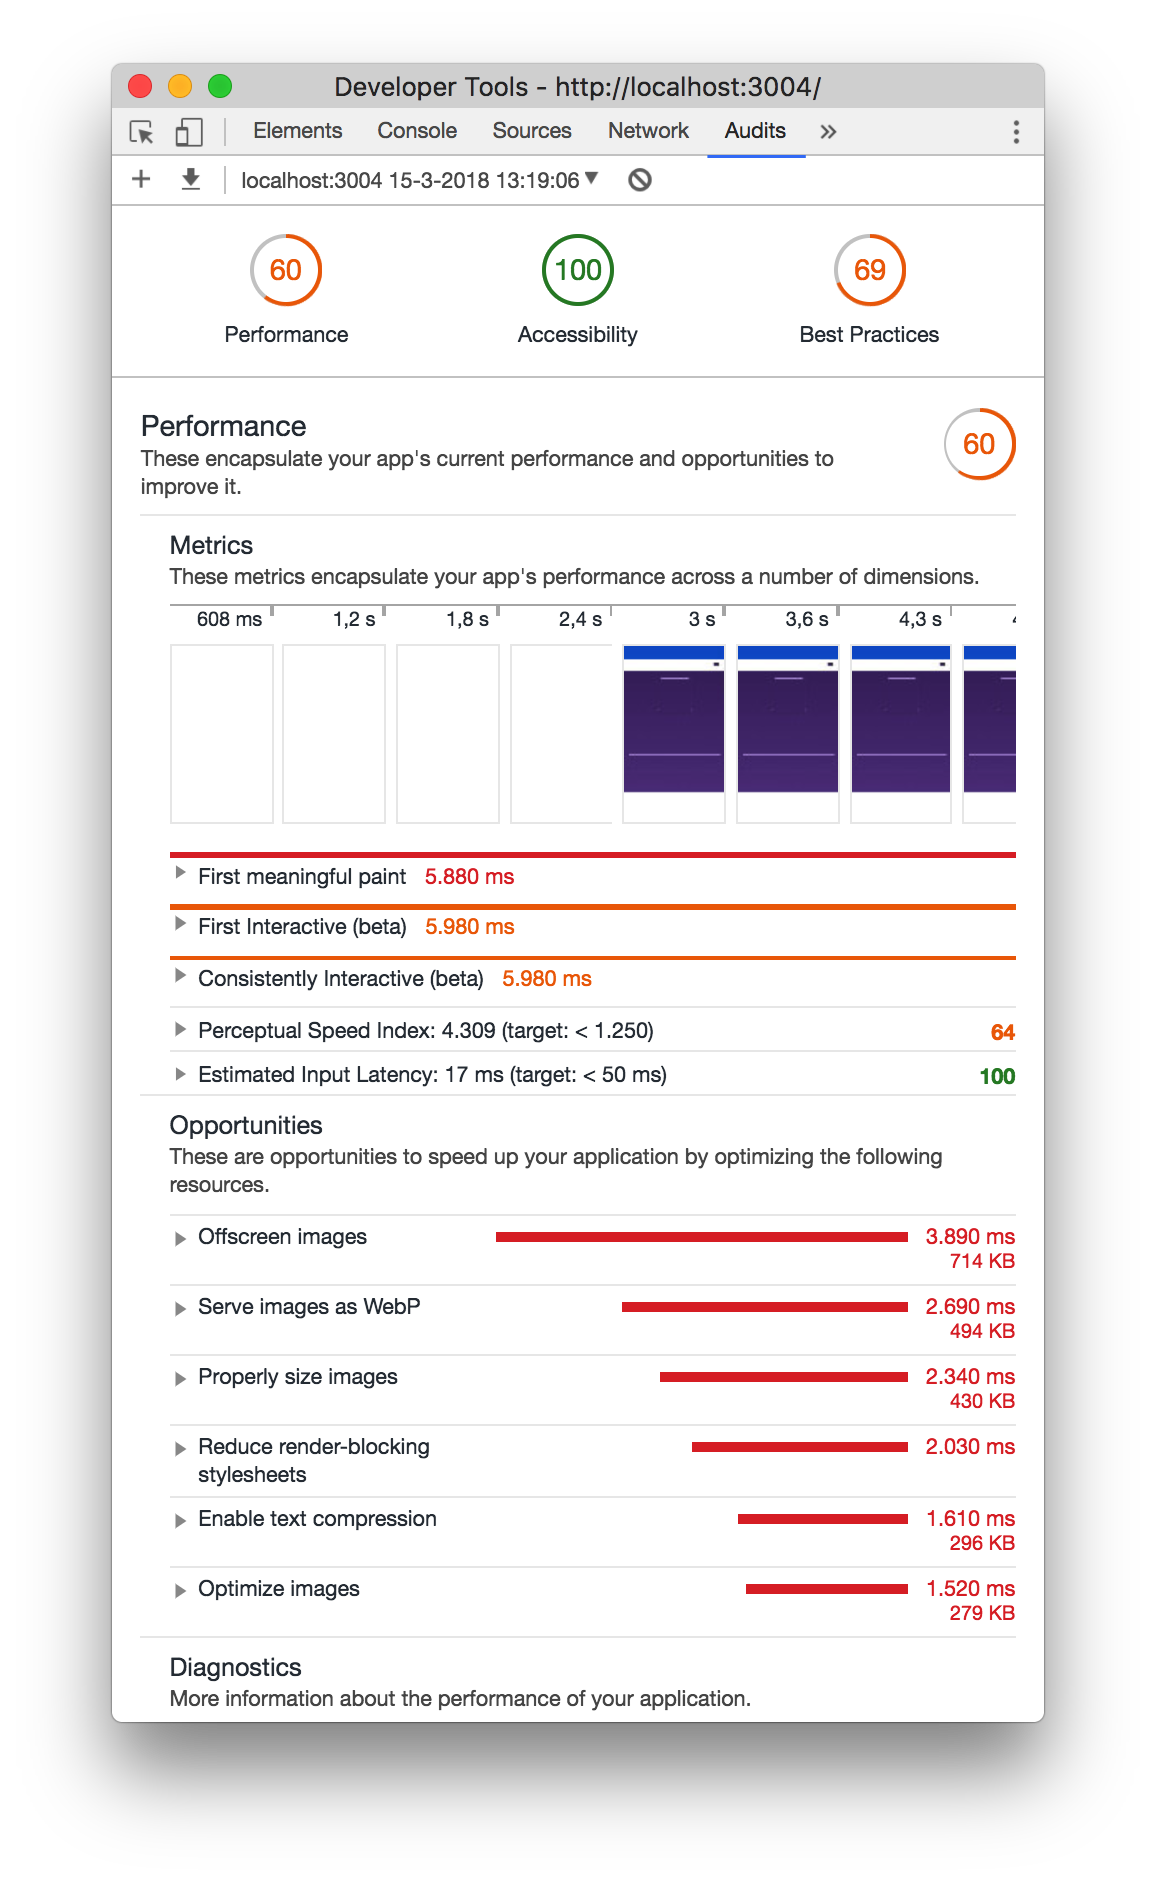 Developer Tools - http://localhost:3004/
Elements Console Sources Network Audits »
+ localhost:3004 15-3-2018 13:19:06 ▼
60 100 69
Performance Accessibility Best Practices
Performance
60
These encapsulate your app's current performance and opportunities to
improve it.
Metrics
These metrics encapsulate your app's performance across a number of dimensions.
608 ms 1,2 s 1,8 s 2,4 s 3 s 3,6 s 4,3 s
First meaningful paint 5.880 ms
First Interactive (beta) 5.980 ms
Consistently Interactive (beta) 5.980 ms
Perceptual Speed Index: 4.309 (target: < 1.250) 64
Estimated Input Latency: 17 ms (target: < 50 ms) 100
Opportunities
These are opportunities to speed up your application by optimizing the following
resources.
Offscreen images 3.890 ms
714 KB
Serve images as WebP 2.690 ms
494 KB
Properly size images 2.340 ms
430 KB
Reduce render-blocking 2.030 ms
stylesheets
Enable text compression 1.610 ms
296 KB
Optimize images 1.520 ms
279 KB
Diagnostics
More information about the performance of your application.